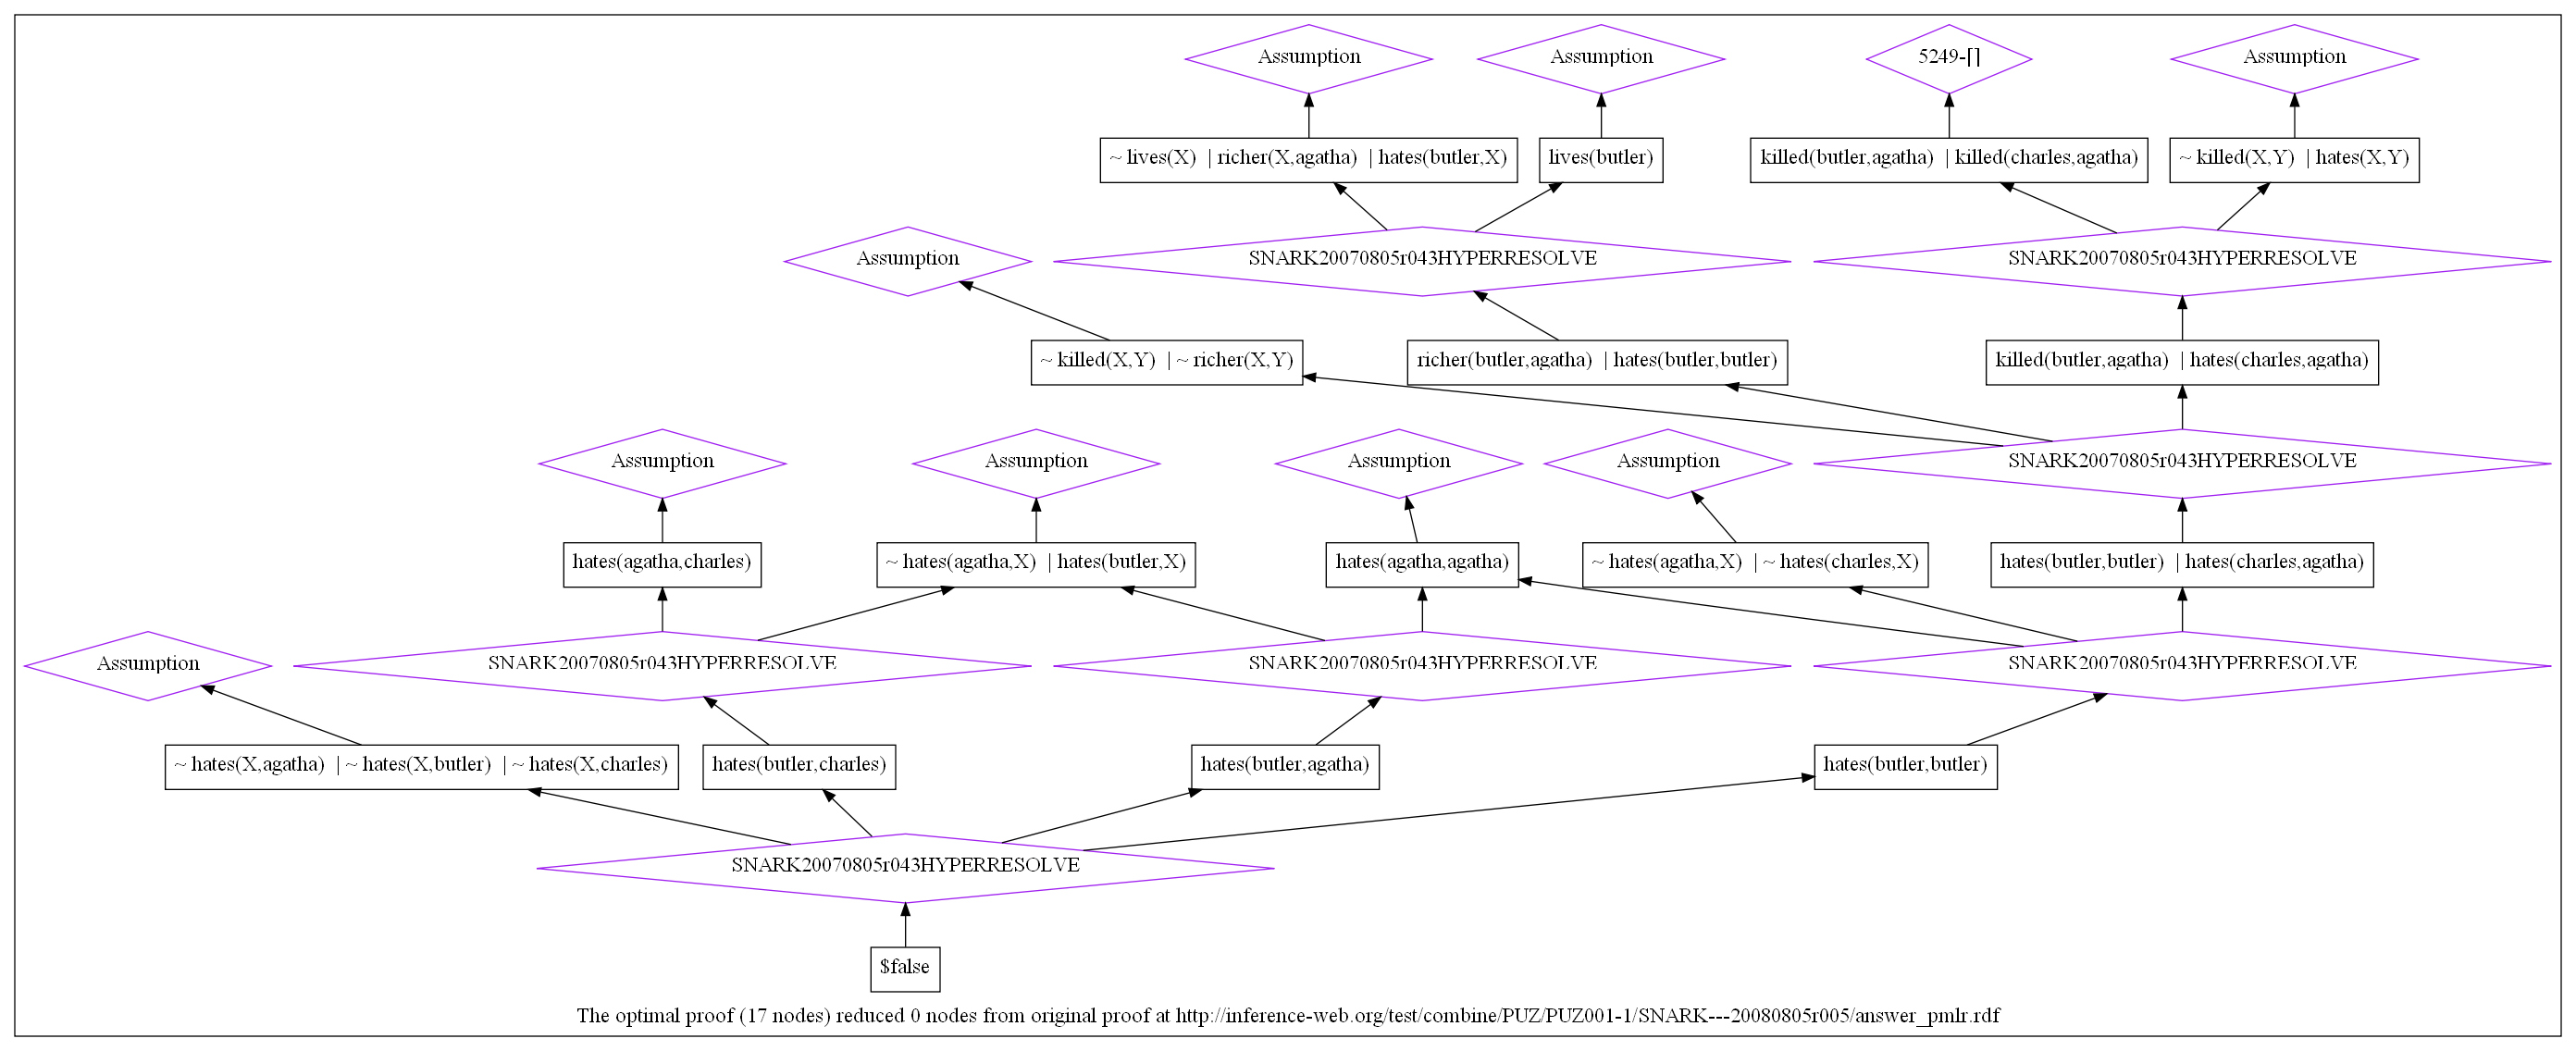 Assumption
Assumption
5249-[]
Assumption
~ lives(X) | richer(X,agatha) | hates(butler,X)
lives(butler)
killed(butler,agatha) | killed(charles,agatha)
~ killed(X,Y) | hates(X,Y)
Assumption
SNARK20070805r043HYPERRESOLVE
SNARK20070805r043HYPERRESOLVE
~ killed(X,Y) | ~ richer(X,Y)
richer(butler,agatha) | hates(butler,butler)
killed(butler,agatha) | hates(charles,agatha)
Assumption
Assumption
Assumption
Assumption
SNARK20070805r043HYPERRESOLVE
hates(agatha,charles)
~ hates(agatha,X) | hates(butler,X)
hates(agatha,agatha)
~ hates(agatha,X) | ~ hates(charles,X)
hates(butler,butler) | hates(charles,agatha)
Assumption
SNARK20070805r043HYPERRESOLVE
SNARK20070805r043HYPERRESOLVE
SNARK20070805r043HYPERRESOLVE
~ hates(X,agatha) | ~ hates(X,butler) | ~ hates(X,charles)
hates(butler,charles)
hates(butler,agatha)
hates(butler,butler)
SNARK20070805r043HYPERRESOLVE
$false
The optimal proof (17 nodes) reduced 0 nodes from original proof at http://inference-web.org/test/combine/PUZ/PUZ001-1/SNARK---20080805r005/answer_pmlr.rdf